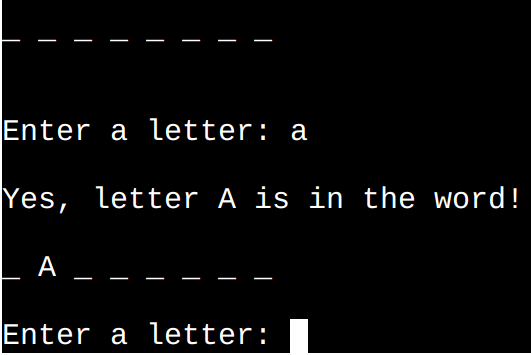 _ _ _ _ _ _ _ _
Enter a letter: a
Yes, letter A is in the word!
_ A _ _ _ _ _ _
Enter a letter: